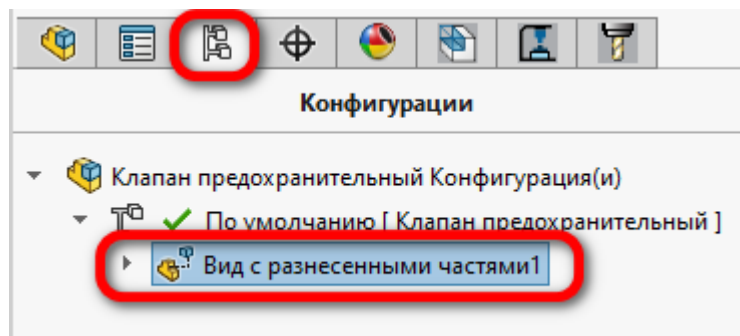 Конфигурации
Клапан предохранительный Конфигурация(и)
По умолчанию [ Клапан предохранительный ]
Вид с разнесенными частями1